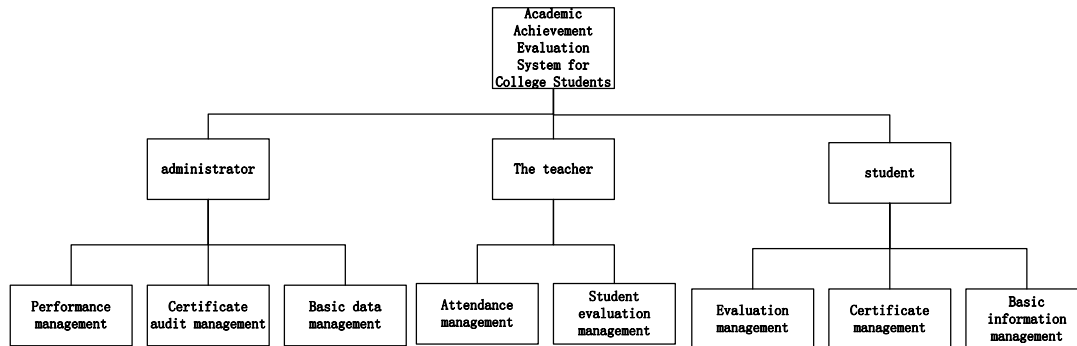 Academic
Achievement
Evaluation
System for
College Students
administrator
The teacher
student
Performance
management
Certificate
audit management
Basic data
management
Attendance
management
Student
evaluation
management
Evaluation
management
Certificate
management
Basic
information
management